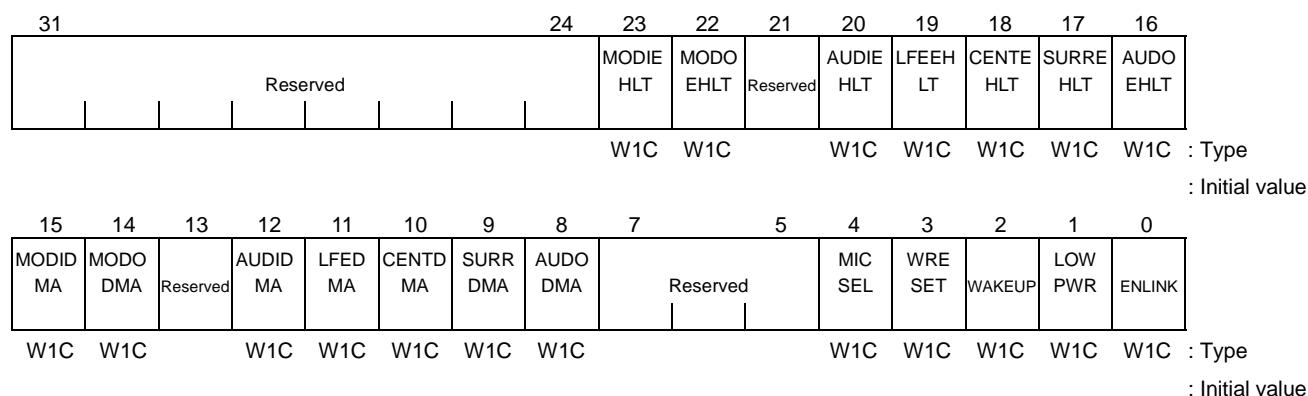 31 24 23 22 21 20 19 18 17 16
Reserved MODIE HLT MODO EHLT Reserved AUDIE HLT LFEEH LT CENTE HLT SURRE HLT AUDO EHLT
W1C W1C W1C W1C W1C W1C W1C : Type
: Initial value
15 14 13 12 11 10 9 8 7 5 4 3 2 1 0
MODID MA MODO DMA Reserved AUDID MA LFED MA CENTD MA SURR DMA AUDO DMA Reserved MIC SEL WRE SET WAKEUP LOW PWR ENLINK
W1C W1C W1C W1C W1C W1C W1C W1C W1C W1C W1C W1C : Type
: Initial value